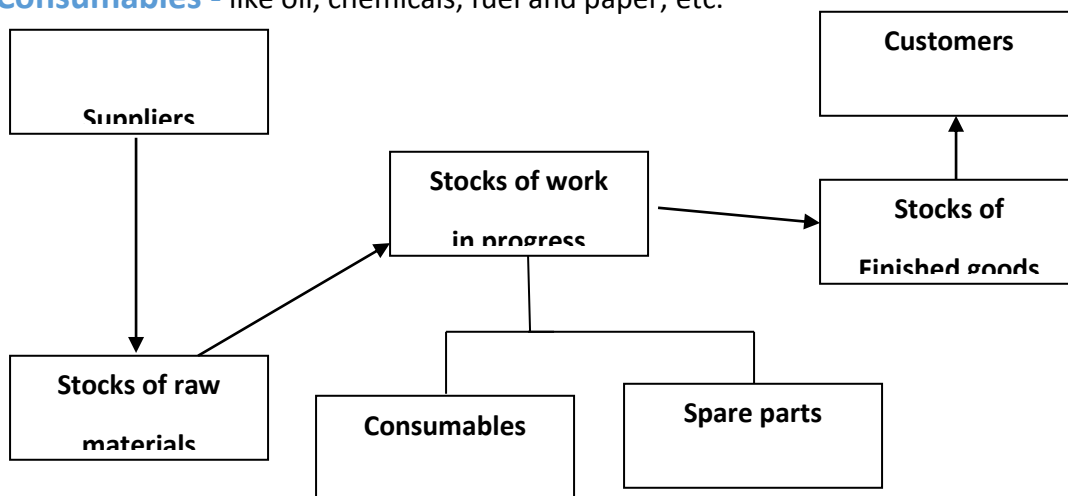 Consumables - like oil, chemicals, fuel and paper, etc.
Customers
Suppliers
Stocks of work
in progress
Stocks of
Finished goods
Stocks of raw
materials
Consumables
Spare parts